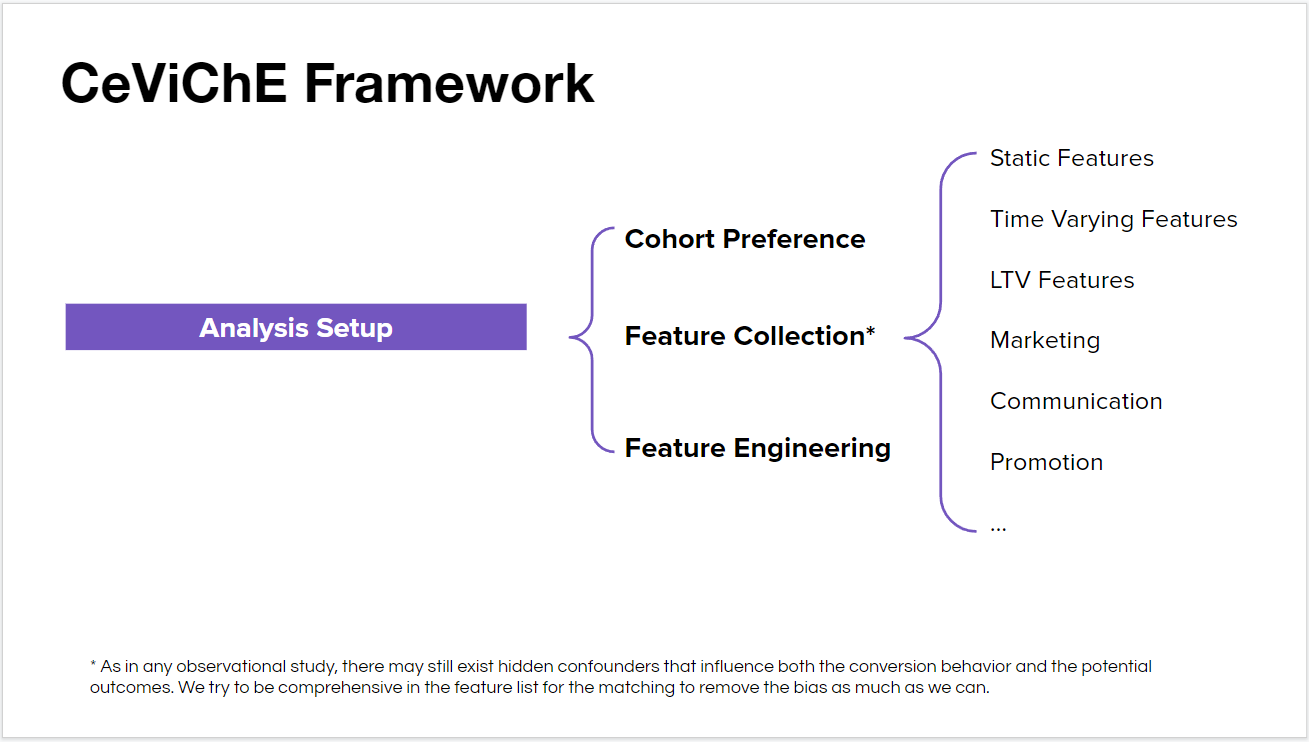 CeViChE Framework
Analysis Setup
Cohort Preference
Feature Collection*
Feature Engineering
Static Features
Time Varying Features
LTV Features
Marketing
Communication
Promotion
...
* As in any observational study, there may still exist hidden confounders that influence both the conversion behavior and the potential
outcomes. We try to be comprehensive in the feature list for the matching to remove the bias as much as we can.